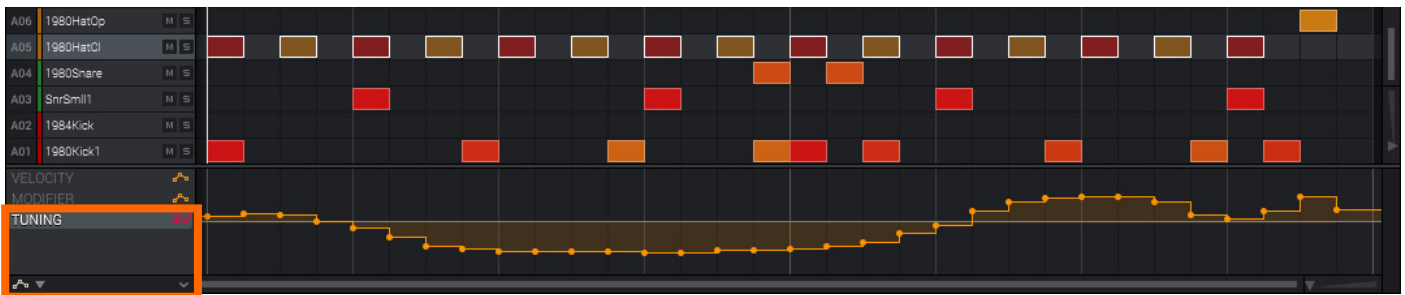 A06 1980HatOp M S
A05 1980HatCl M S
A04 1980Snare M S
A03 SnrSmll1 M S
A02 1984Kick M S
A01 1980Kick1 M S
VELOCITY
MODIFIER
TUNING